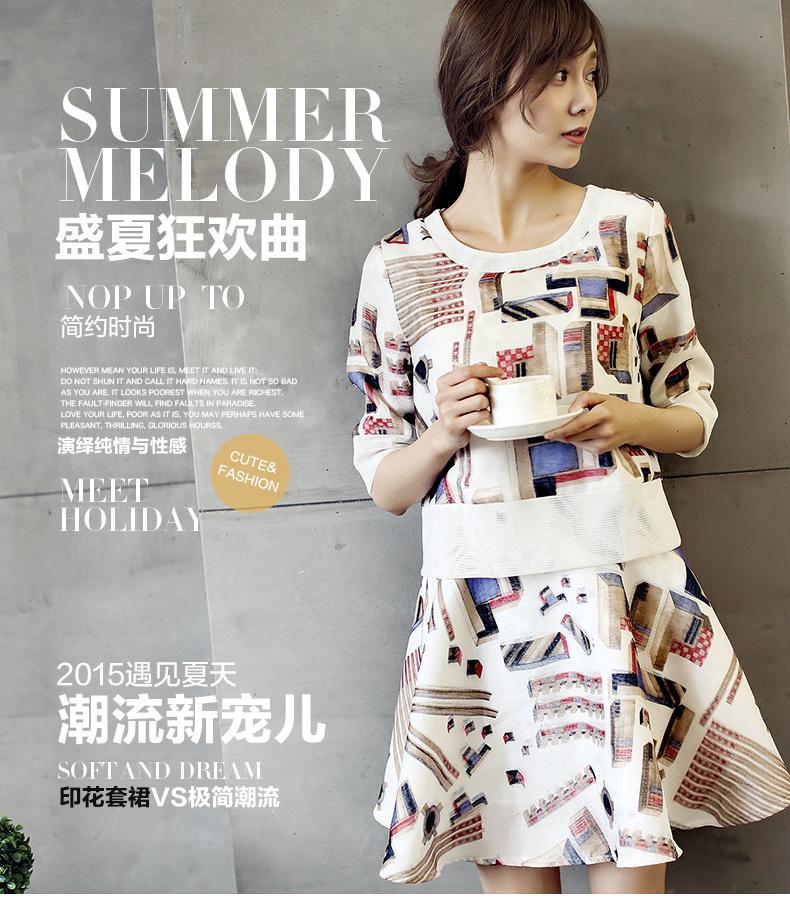 SUMMER
MELODY
盛夏狂欢曲
NOP UP TO
简约时尚
HOWEVER MEAN YOUR LIFE IS, MEET IT AND LIVE IT;
DO NOT SHUN IT AND CALL IT HARD NAMES. IT IS NOT SO BAD
AS YOU ARE. IT LOOKS POOREST WHEN YOU ARE RICHEST.
THE FAULT-FINDER WILL FIND FAULTS IN PARADISE.
LOVE YOUR LIFE, POOR AS IT IS. YOU MAY PERHAPS HAVE SOME
PLEASANT, THRILLING, GLORIOUS HOURSS.
演绎纯情与性感
CUTE&
FASHION
MEET
HOLIDAY
2015遇见夏天
潮流新宠儿
SOFT AND DREAM
印花套裙VS极简潮流